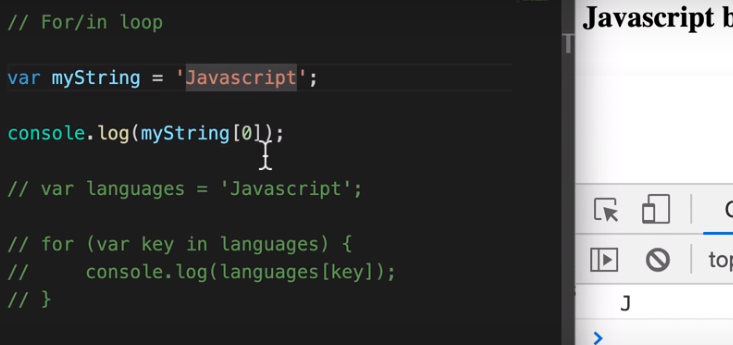 // For/in loop
var myString = 'Javascript';
console.log(myString[0]);
// var languages = 'Javascript';
// for (var key in languages) {
//     console.log(languages[key]);
// }
Javascript
top
J